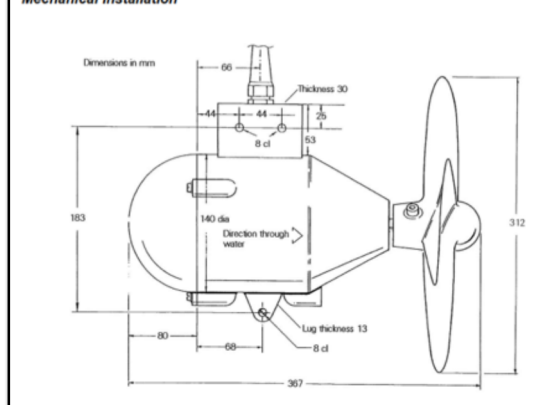 Mechanical Installation
Dimensions in mm
66
Thickness 30
44
44
25
8 cl
53
183
140 dia
Direction through
water
312
Lug thickness 13
80
68
8 cl
367